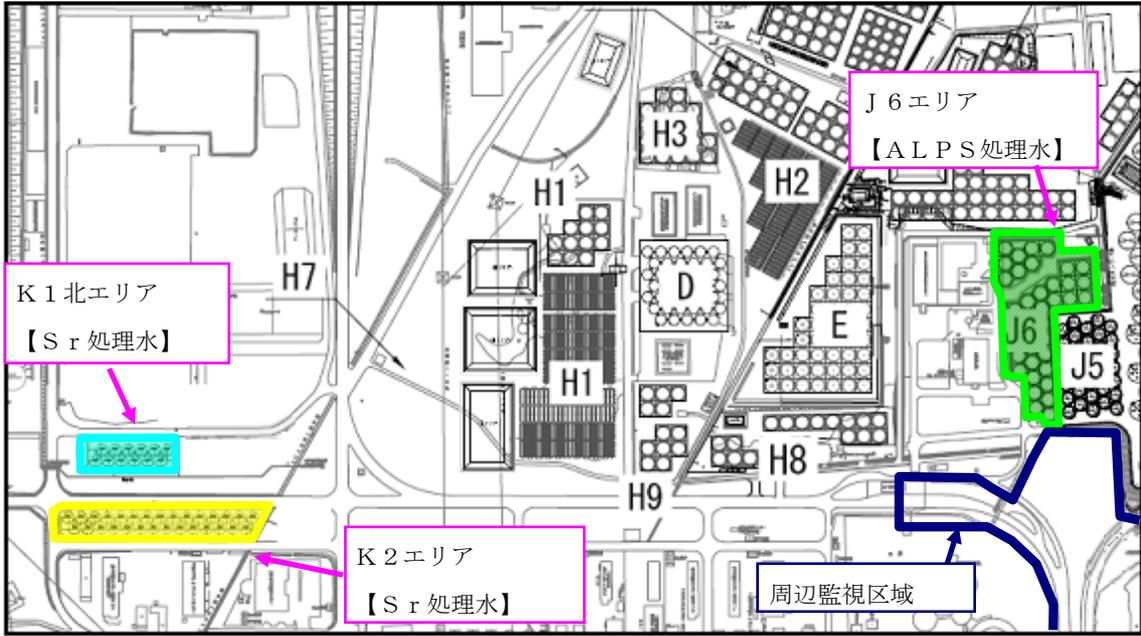 J６エリア
【ＡＬＰＳ処理水】
H3
H2
H1
H7
D
K１北エリア
【Ｓｒ処理水】
E
J6
J5
H1
H8
H9
K２エリア
【Ｓｒ処理水】
周辺監視区域